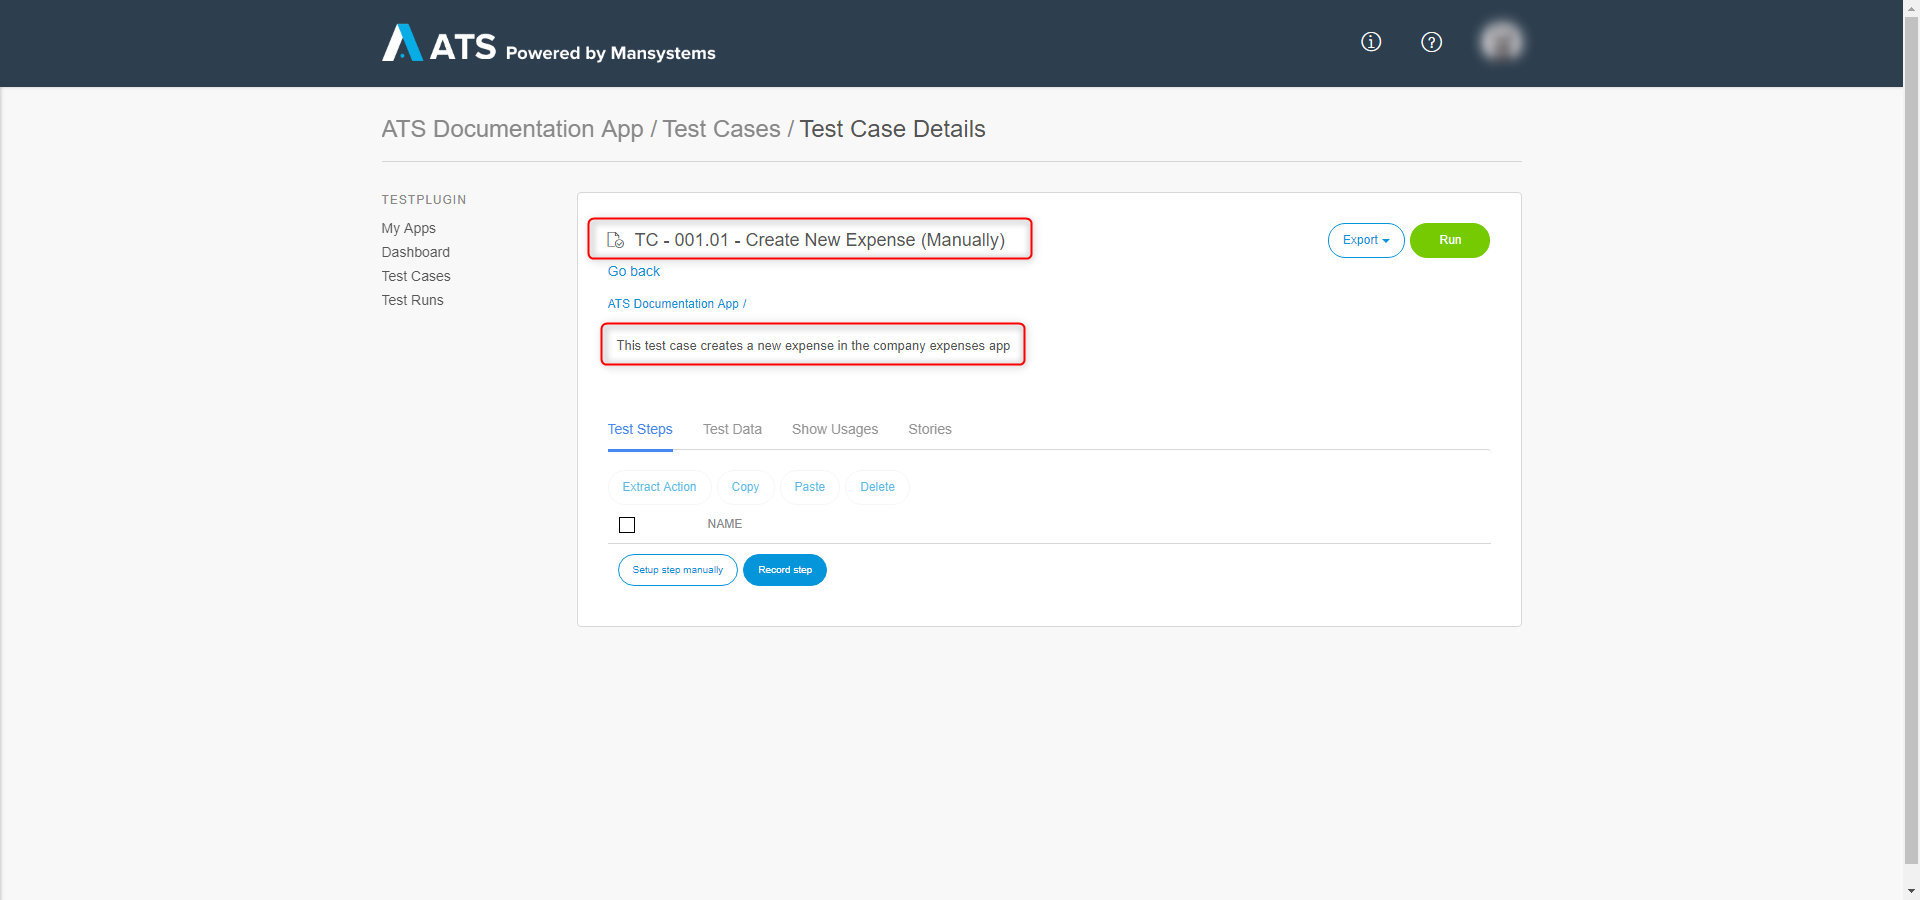 ATS Powered by Mansystems
ATS Documentation App / Test Cases / Test Case Details
TESTPLUGIN
My Apps
Dashboard
Test Cases
Test Runs
TC - 001.01 - Create New Expense (Manually)
Export
Run
Go back
ATS Documentation App /
This test case creates a new expense in the company expenses app
Test Steps Test Data Show Usages Stories
Extract Action Copy Paste Delete
NAME
Setup step manually Record step